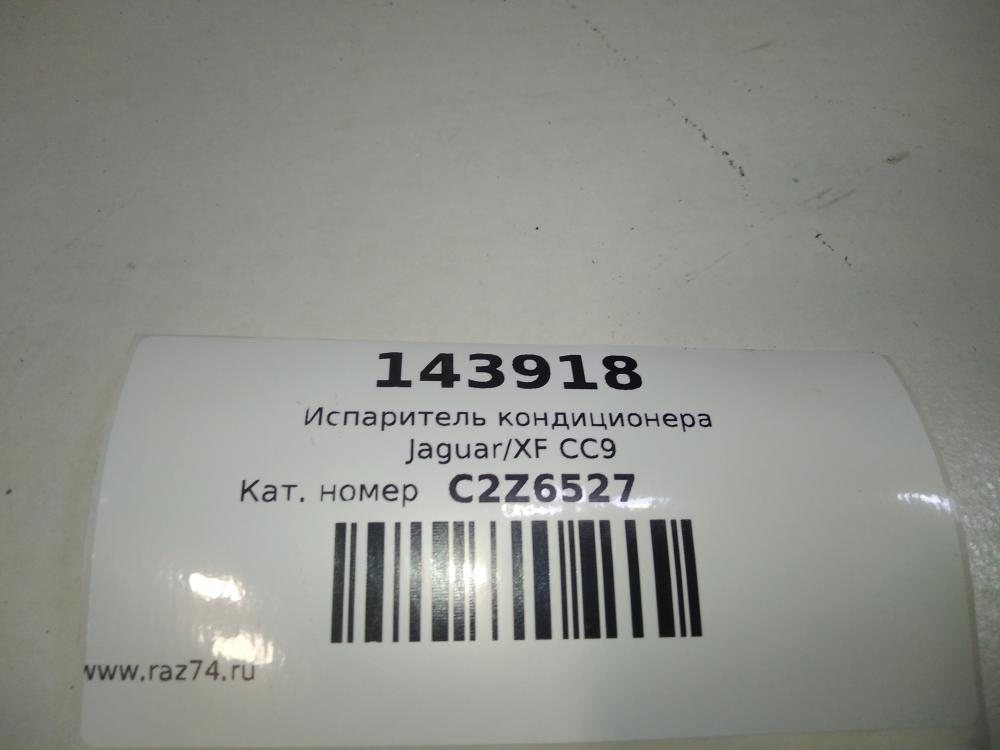 143918
Испаритель кондиционера
Jaguar/XF CC9
Кат. номер C2Z6527
www.raz74.ru